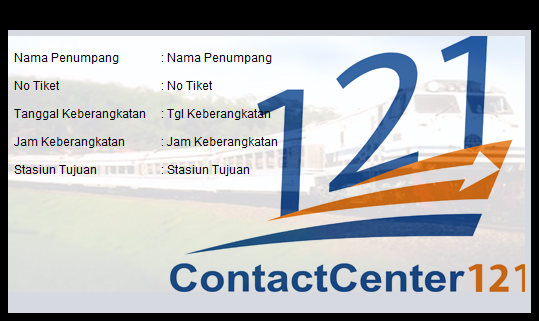 Nama Penumpang : Nama Penumpang
No Tiket : No Tiket
Tanggal Keberangkatan : Tgl Keberangkatan
Jam Keberangkatan : Jam Keberangkatan
Stasiun Tujuan : Stasiun Tujuan
121
ContactCenter121